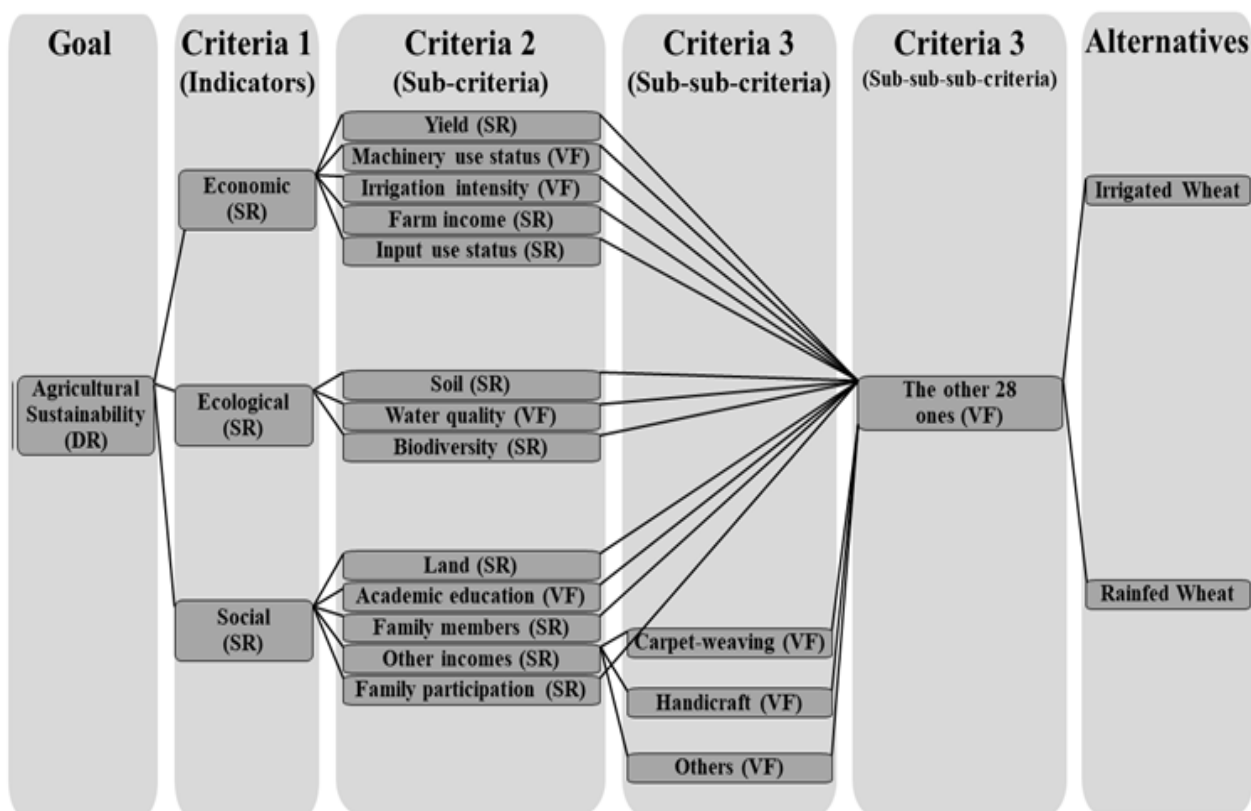 Goal
Criteria 1
(Indicators)
Criteria 2
(Sub-criteria)
Criteria 3
(Sub-sub-criteria)
Criteria 3
(Sub-sub-sub-criteria)
Alternatives
Agricultural
Sustainability
(DR)
Economic
(SR)
Ecological
(SR)
Social
(SR)
Yield (SR)
Machinery use status (VF)
Irrigation intensity (VF)
Farm income (SR)
Input use status (SR)
Soil (SR)
Water quality (VF)
Biodiversity (SR)
Land (SR)
Academic education (VF)
Family members (SR)
Other incomes (SR)
Family participation (SR)
Carpet-weaving (VF)
Handicraft (VF)
Others (VF)
The other 28
ones (VF)
Irrigated Wheat
Rainfed Wheat